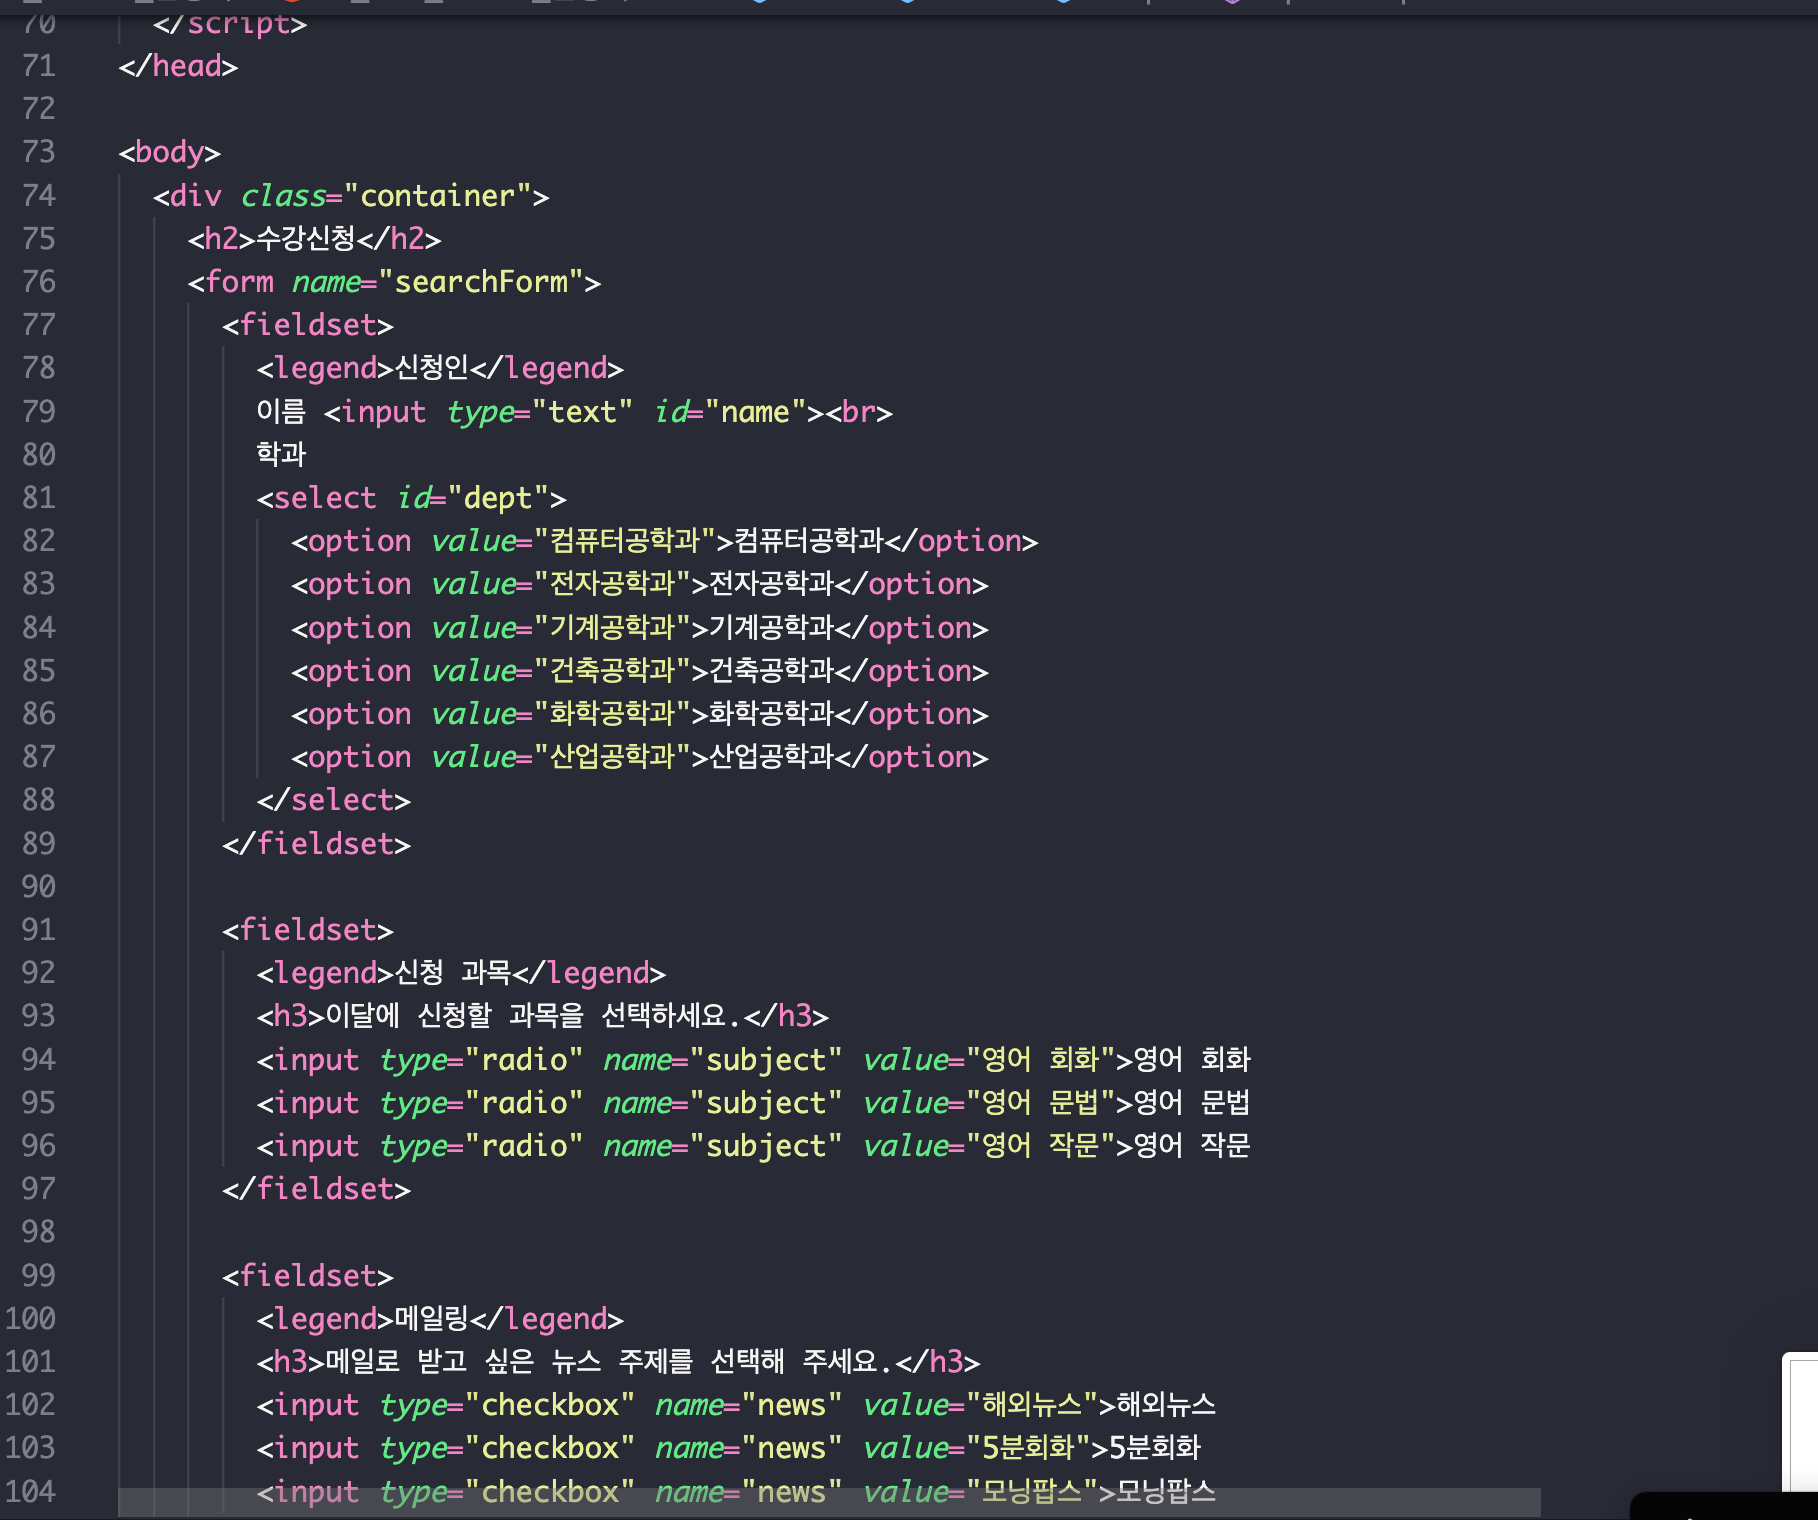 70 </script>
71 </head>
72
73 <body>
74 <div class="container">
75 <h2>수강신청</h2>
76 <form name="searchForm">
77 <fieldset>
78 <legend>신청인</legend>
79 이름 <input type="text" id="name"><br>
80 학과
81 <select id="dept">
82 <option value="컴퓨터공학과">컴퓨터공학과</option>
83 <option value="전자공학과">전자공학과</option>
84 <option value="기계공학과">기계공학과</option>
85 <option value="건축공학과">건축공학과</option>
86 <option value="화학공학과">화학공학과</option>
87 <option value="산업공학과">산업공학과</option>
88 </select>
89 </fieldset>
90
91 <fieldset>
92 <legend>신청 과목</legend>
93 <h3>이달에 신청할 과목을 선택하세요.</h3>
94 <input type="radio" name="subject" value="영어 회화">영어 회화
95 <input type="radio" name="subject" value="영어 문법">영어 문법
96 <input type="radio" name="subject" value="영어 작문">영어 작문
97 </fieldset>
98
99 <fieldset>
100 <legend>메일링</legend>
101 <h3>메일로 받고 싶은 뉴스 주제를 선택해 주세요.</h3>
102 <input type="checkbox" name="news" value="해외뉴스">해외뉴스
103 <input type="checkbox" name="news" value="5분회화">5분회화
104 <input type="checkbox" name="news" value="모닝팝스">모닝팝스